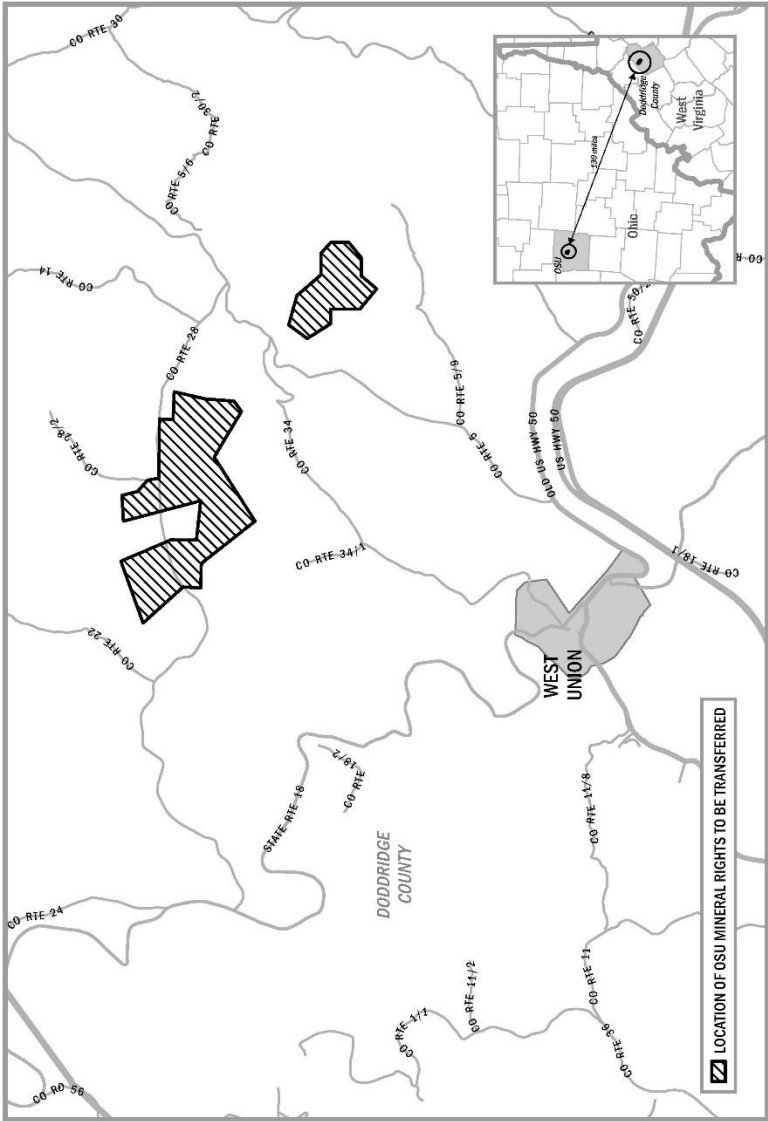 CO RD 56
CO RTE 24
CO RTE 22
CO RTE 28/2
CO RTE 14
CO RTE 30
CO RTE 28
CO RTE 5/6
CO RTE 30/2
STATE RTE 18
CO RTE 34/1
CO RTE 34
CO RTE 18/2
DODDRIDGE
COUNTY
CO RTE 1/1
CO RTE 11/2
CO RTE 5
CO RTE 5/9
WEST
UNION
OLD US HWY 50
US HWY 50
CO RTE 36
CO RTE 11
CO RTE 11/8
CO RTE 18/1
CO RTE 50/2
CO R
LOCATION OF OSU MINERAL RIGHTS TO BE TRANSFERRED
OSU
130 miles
Doddridge
County
Ohio
West
Virginia